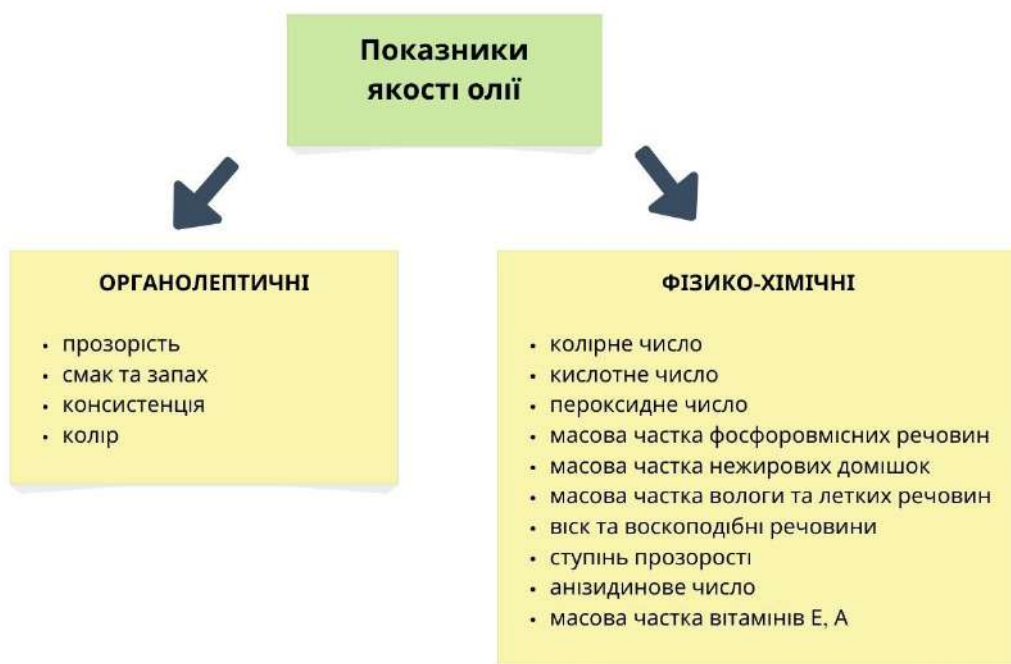 Показники
якості олії
ОРГАНОЛЕПТИЧНІ
• прозорість
• смак та запах
• консистенція
• колір
ФІЗИКО-ХІМІЧНІ
• колірне число
• кислотне число
• пероксидне число
• масова частка фосфоровмісних речовин
• масова частка нежирових домішок
• масова частка вологи та летких речовин
• віск та воскоподібні речовини
• ступінь прозорості
• анізидинове число
• масова частка вітамінів Е, А